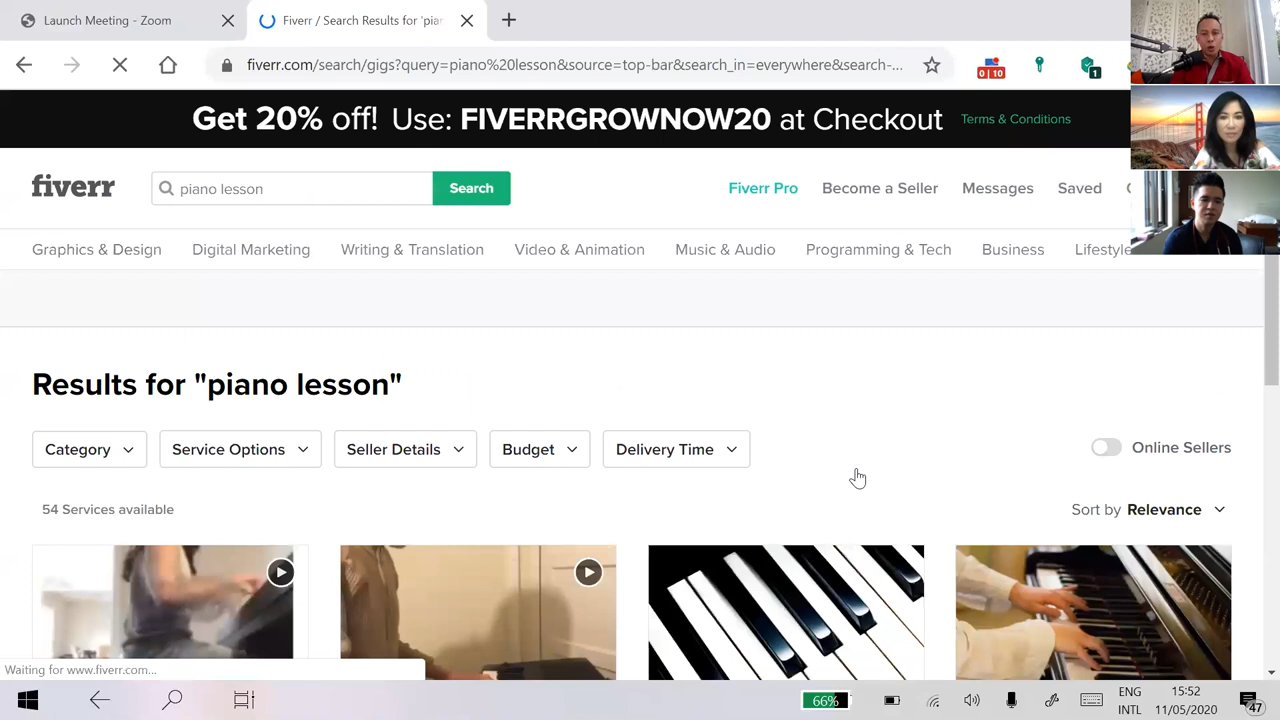 Launch Meeting - Zoom
Fiverr / Search Results for 'pia
fiverr.com/search/gigs?query=piano%20lesson&source=top-bar&search_in=everywhere&search-...
0 | 10
1
Get 20% off! Use: FIVERRGROWNOW20 at Checkout Terms & Conditions
fiverr
piano lesson
Search
Fiverr Pro Become a Seller Messages Saved
Graphics & Design Digital Marketing Writing & Translation Video & Animation Music & Audio Programming & Tech Business Lifestyle
Results for "piano lesson"
Category Service Options Seller Details Budget Delivery Time Online Sellers
54 Services available Sort by Relevance
Waiting for www.fiverr.com...
66%
ENG
INTL
15:52
11/05/2020
47